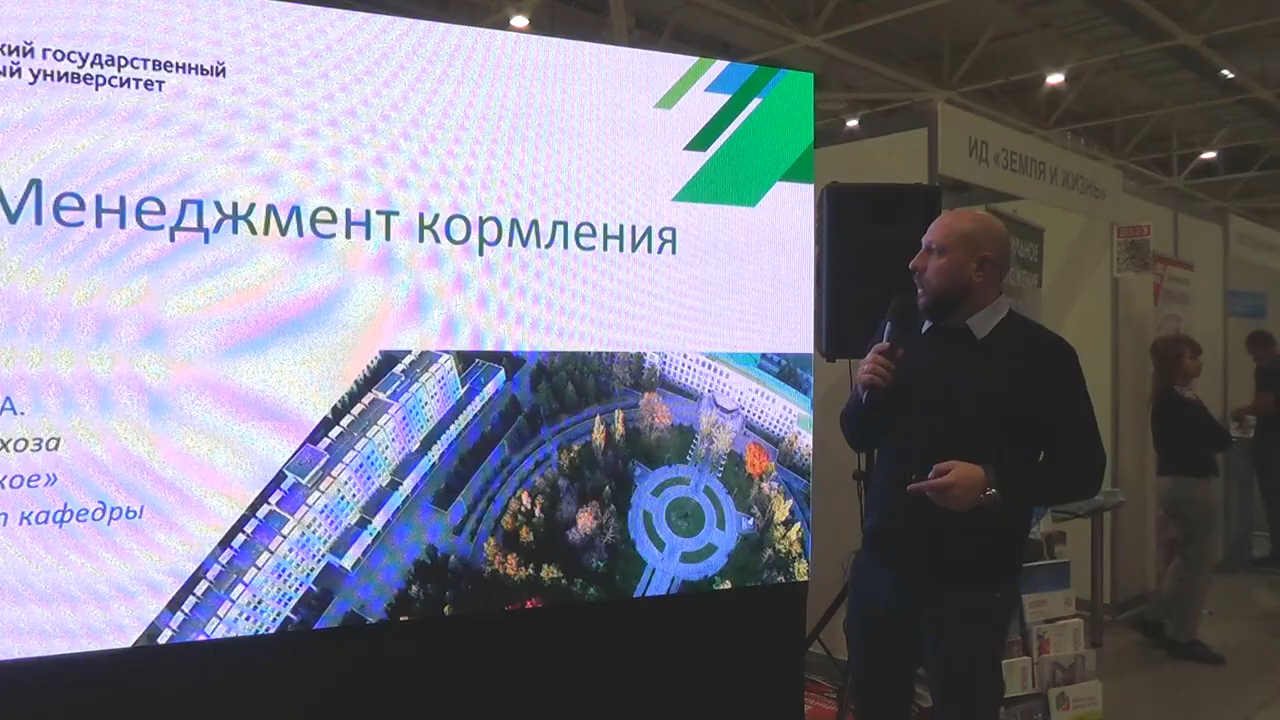 кий государственный
ый университет
Менеджмент кормления
А.
хоза
кое»
т кафедры
ИД «ЗЕМЛЯ И ЖИЗНЬ»